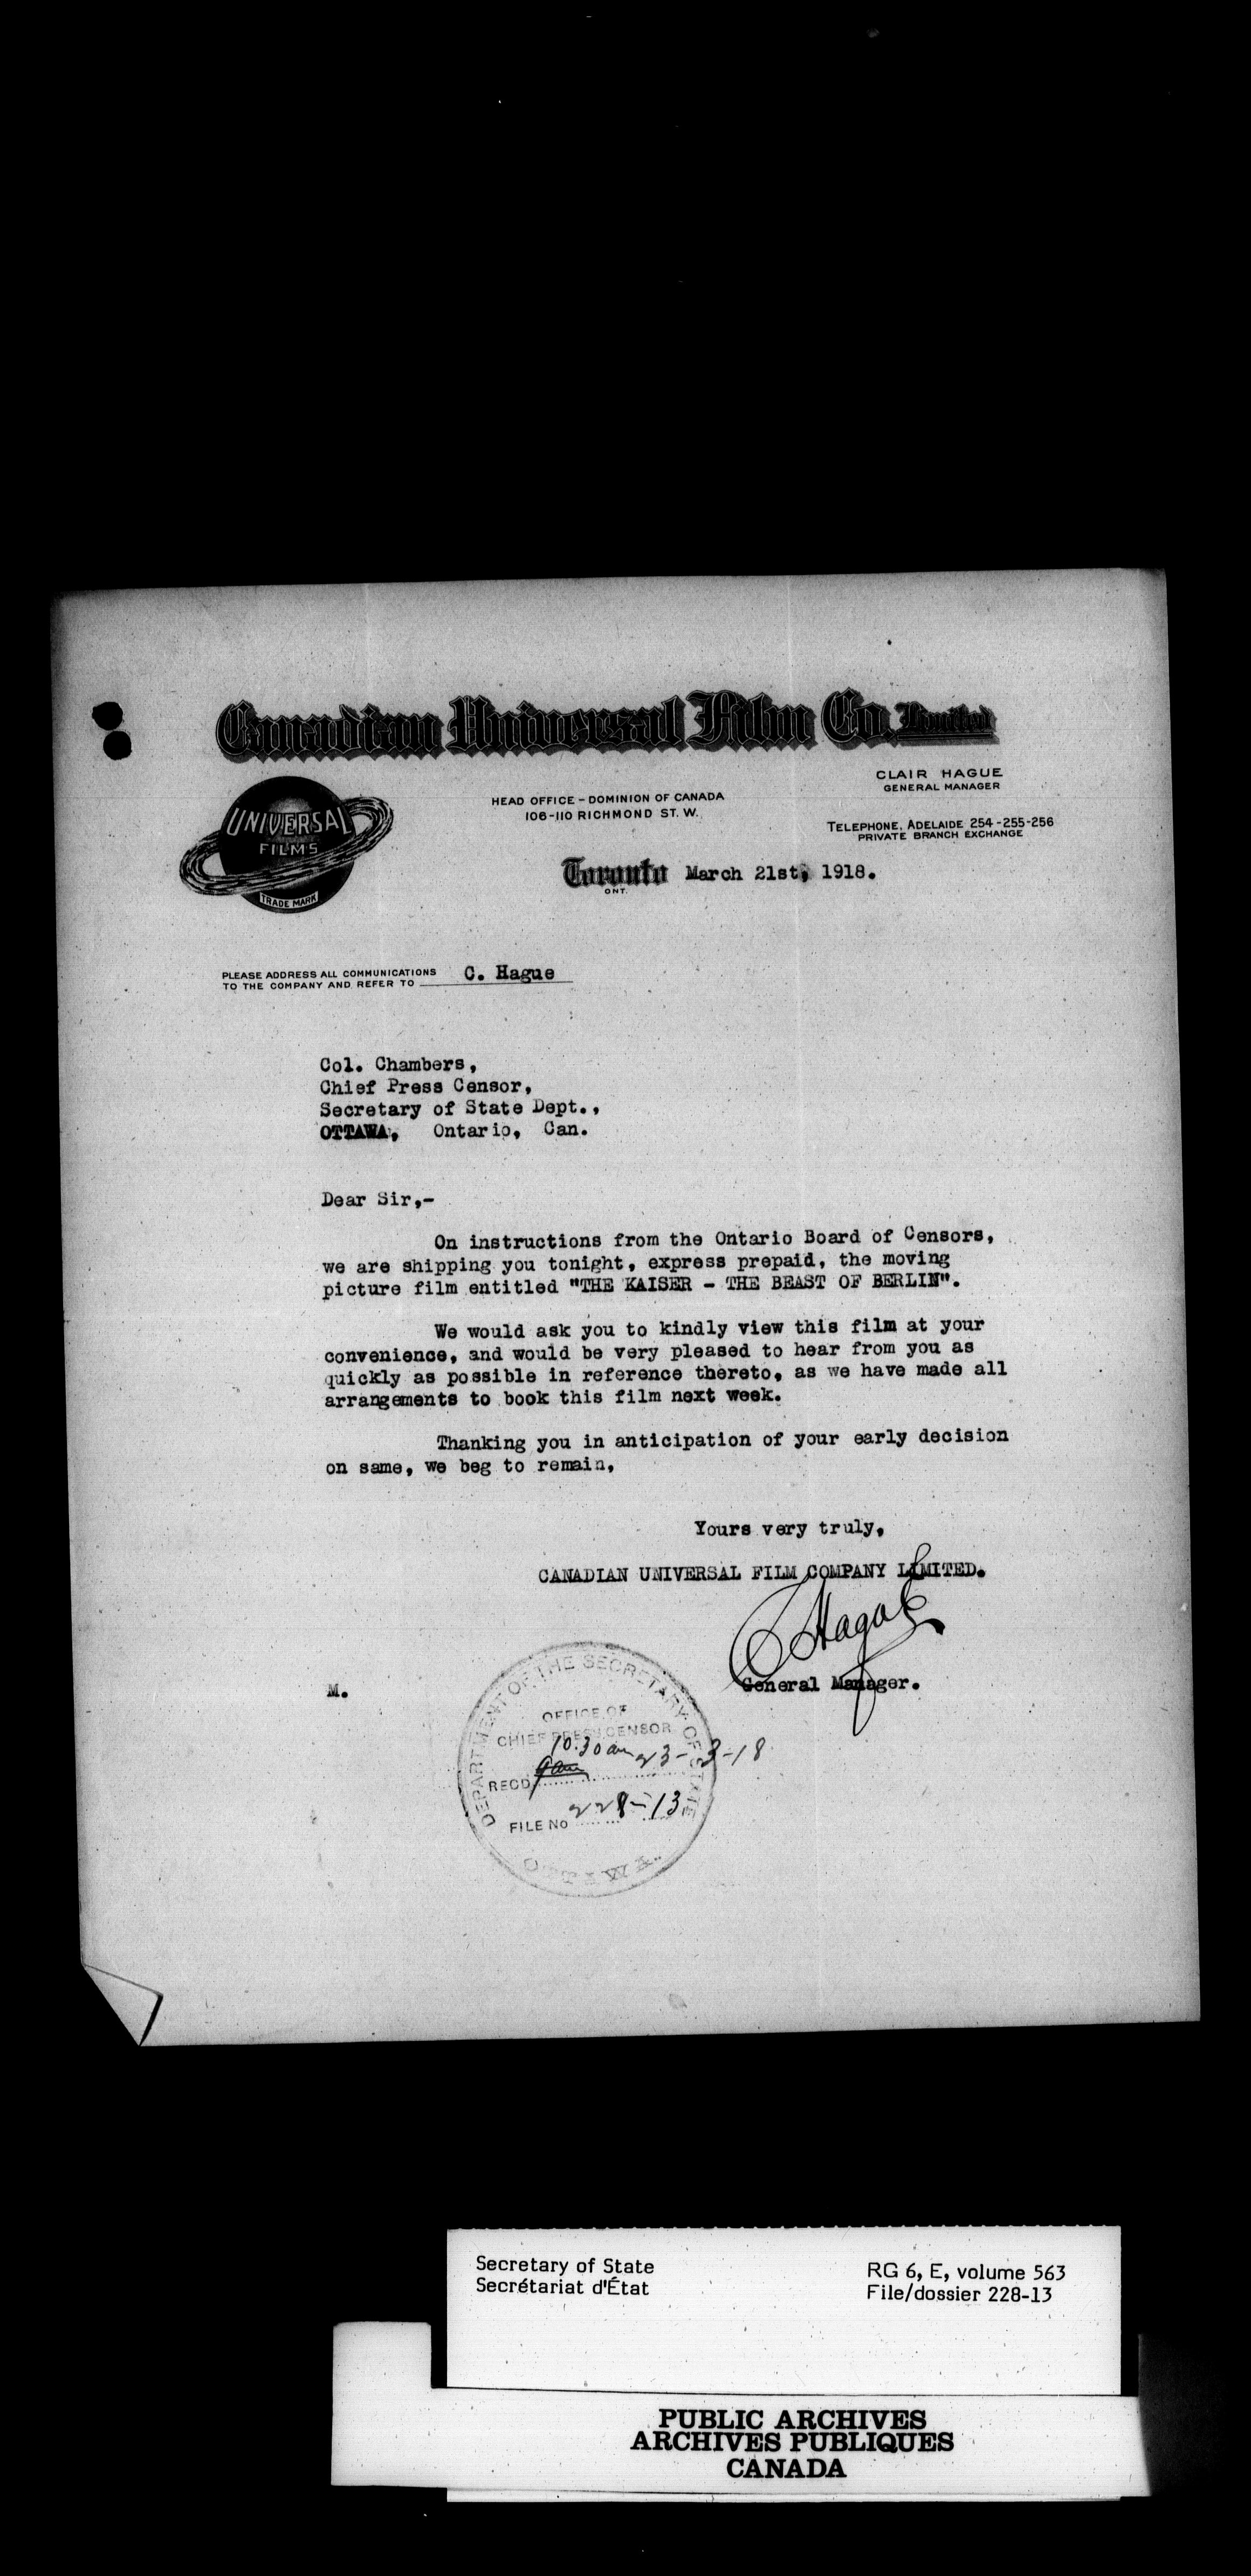 Canadian Universal Film Co. Limited
UNIVERSAL
FILMS
TRADE MARK
HEAD OFFICE - DOMINION OF CANADA
106-110 RICHMOND ST. W.
CLAIR HAGUE
GENERAL MANAGER
TELEPHONE, ADELAIDE 254-255-256
PRIVATE BRANCH EXCHANGE
Toronto March 21st, 1918.
ONT.
PLEASE ADDRESS ALL COMMUNICATIONS
TO THE COMPANY AND REFER TO C. Hague
Col. Chambers,
Chief Press Censor,
Secretary of State Dept.,
OTTAWA, Ontario, Can.
Dear Sir,-
On instructions from the Ontario Board of Censors,
we are shipping you tonight, express prepaid, the moving
picture film entitled "THE KAISER - THE BEAST OF BERLIN".
We would ask you to kindly view this film at your
convenience, and would be very pleased to hear from you as
quickly as possible in reference thereto, as we have made all
arrangements to book this film next week.
Thanking you in anticipation of your early decision
on same, we beg to remain,
Yours very truly,
CANADIAN UNIVERSAL FILM COMPANY LIMITED.
C Hague
General Manager.
M.
DEPARTMENT OF THE SECRETARY OF STATE
OFFICE OF
CHIEF PRESS CENSOR
10.30 am 23-3-18
RECD 9 am
FILE No 228-13
OTTAWA.
Secretary of State
Secrétariat d'État
RG 6, E, volume 563
File/dossier 228-13
PUBLIC ARCHIVES
ARCHIVES PUBLIQUES
CANADA